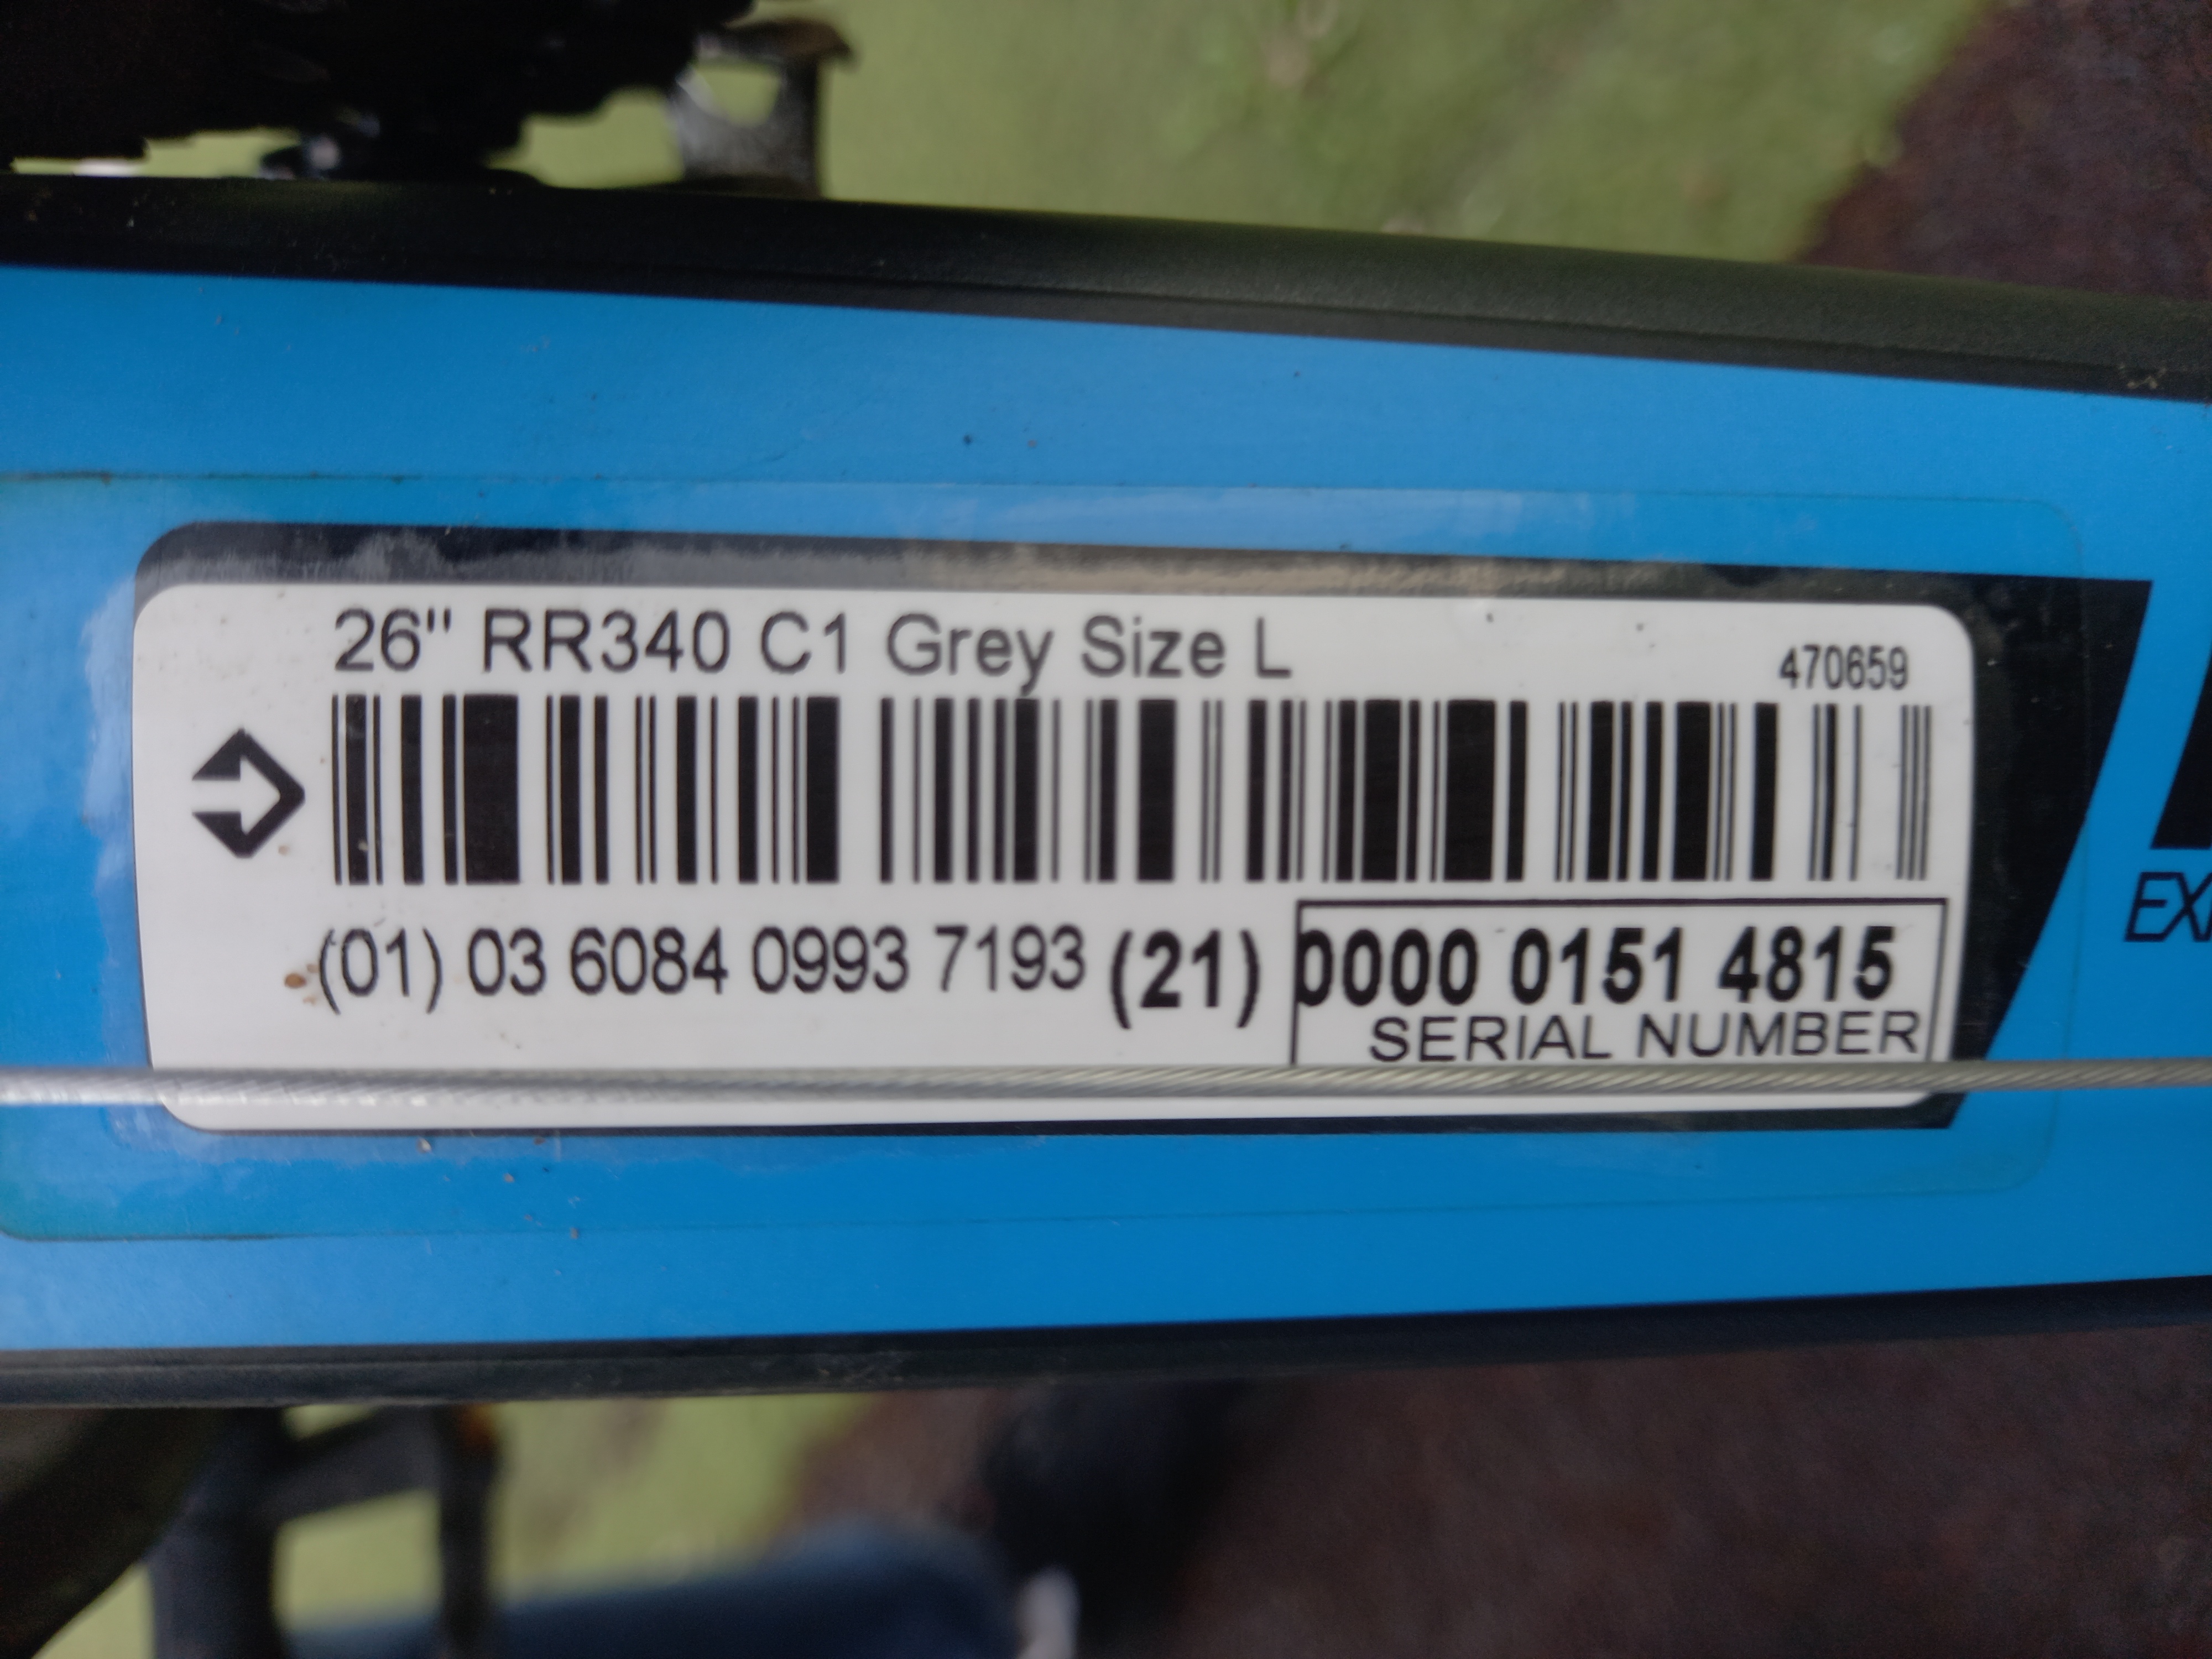 26" RR340 C1 Grey Size L
470659
(01) 03 6084 0993 7193 (21) 0000 0151 4815
SERIAL NUMBER